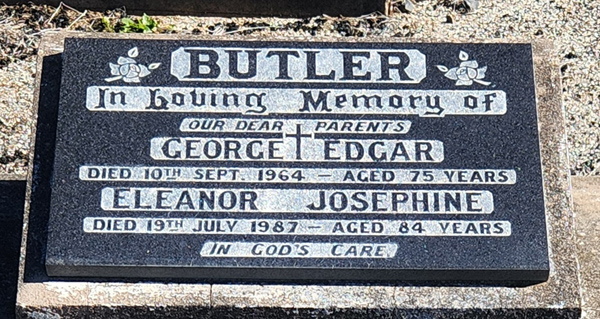 BUTLER
In Loving Memory of
OUR DEAR PARENTS
GEORGE EDGAR
DIED 10TH SEPT. 1964 - AGED 75 YEARS
ELEANOR JOSEPHINE
DIED 19TH JULY 1987 - AGED 84 YEARS
IN GOD'S CARE